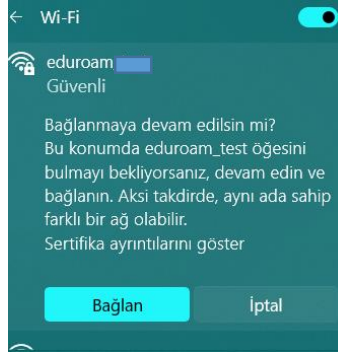 Wi-Fi
eduroam
Güvenli
Bağlanmaya devam edilsin mi?
Bu konumda eduroam_test öğesini
bulmayı bekliyorsanız, devam edin ve
bağlanın. Aksi takdirde, aynı ada sahip
farklı bir ağ olabilir.
Sertifika ayrıntılarını göster
Bağlan
İptal